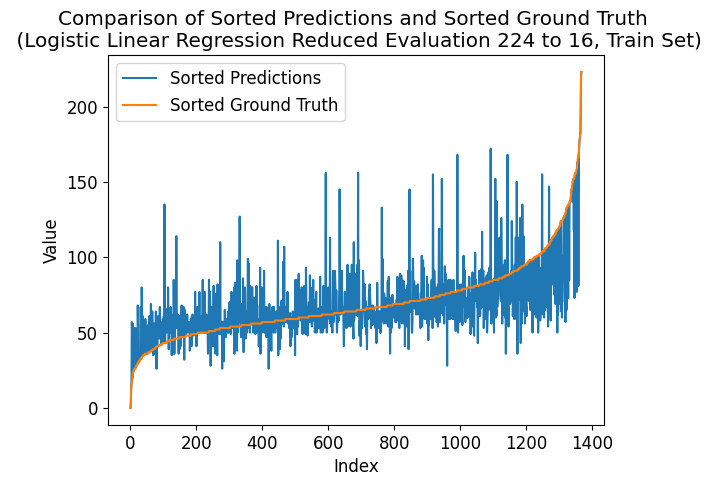 Comparison of Sorted Predictions and Sorted Ground Truth
(Logistic Linear Regression Reduced Evaluation 224 to 16, Train Set)
Sorted Predictions
Sorted Ground Truth
200
150
100
50
0
Value
0 200 400 600 800 1000 1200 1400
Index